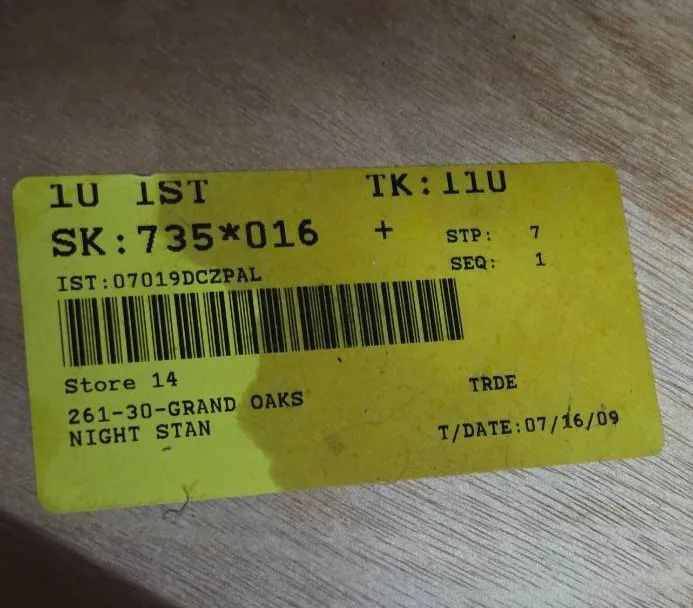 1U 1ST TK:11U
SK:735*016 + STP: 7
SEQ: 1
IST:07019DCZPAL
Store 14 TRDE
261-30-GRAND OAKS
NIGHT STAN T/DATE:07/16/09